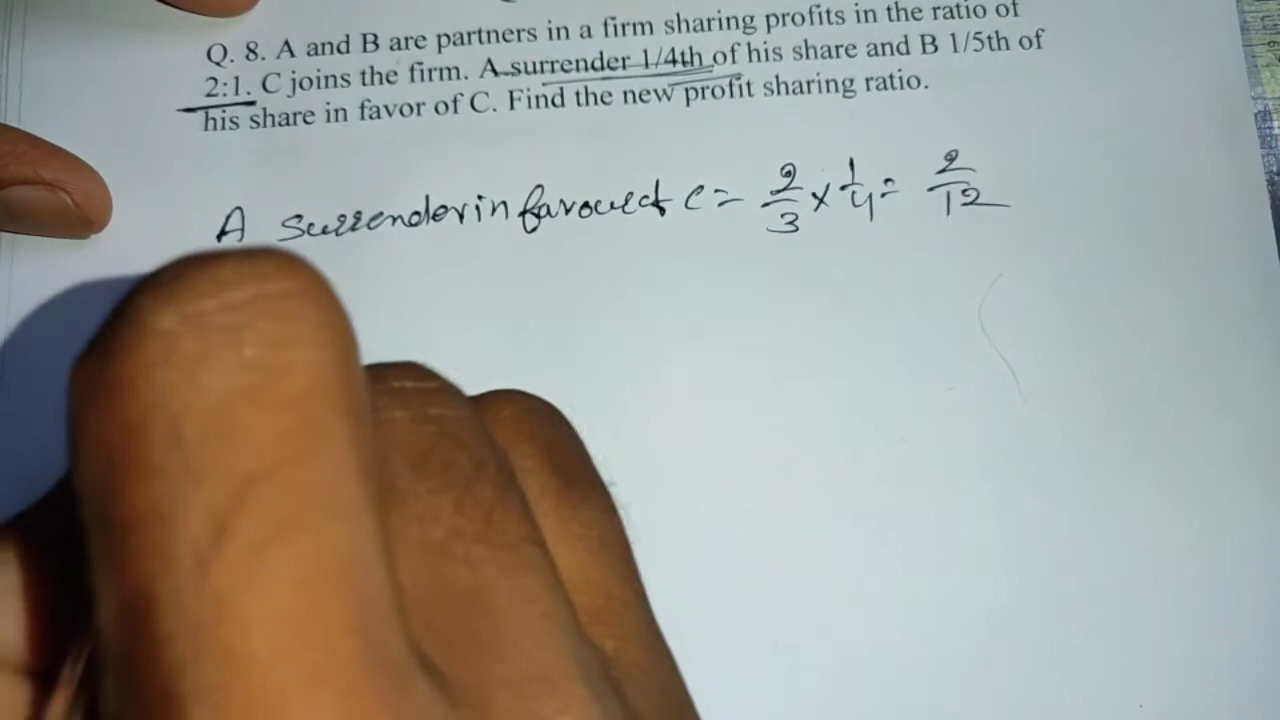 Q. 8. A and B are partners in a firm sharing profits in the ratio of
2:1. C joins the firm. A surrender 1/4th of his share and B 1/5th of
his share in favor of C. Find the new profit sharing ratio.
A surrender in favour of C = 2/3 × 1/4 = 2/12